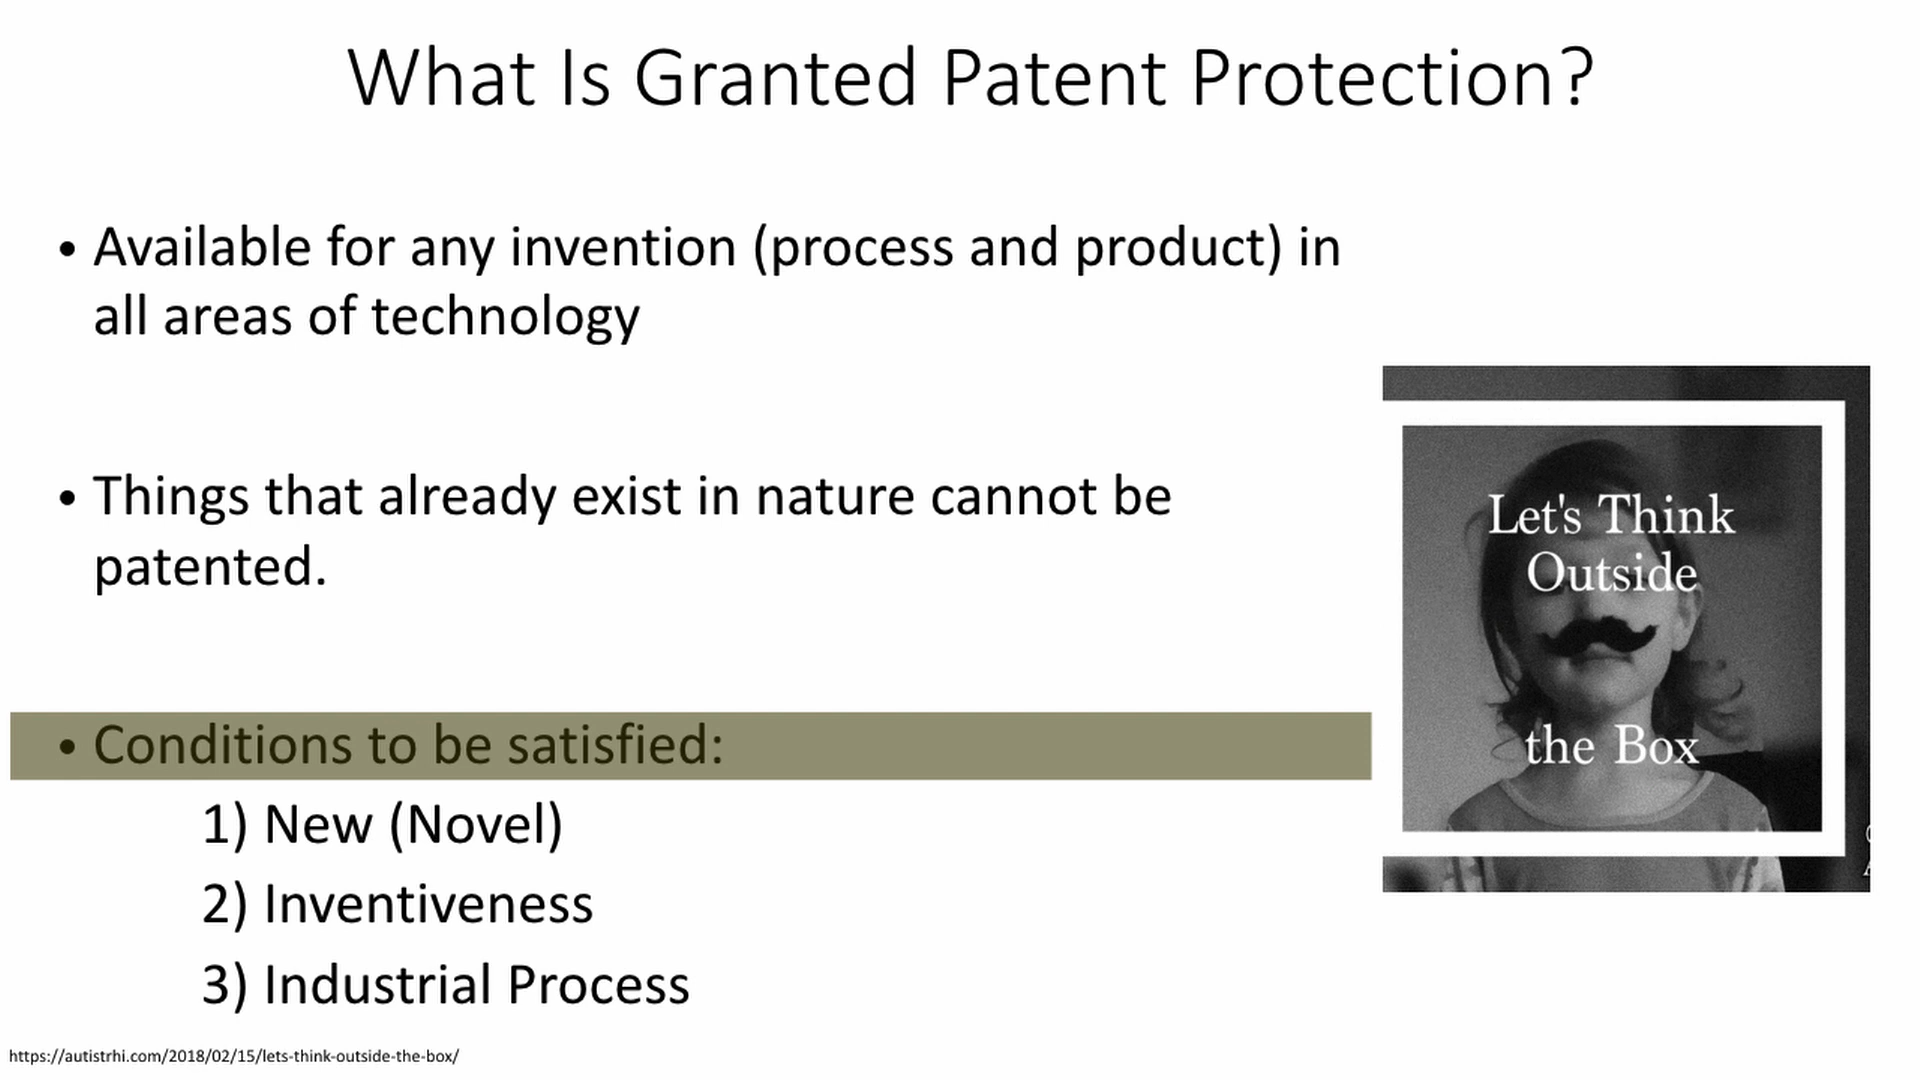 What Is Granted Patent Protection?
• Available for any invention (process and product) in
all areas of technology
• Things that already exist in nature cannot be
patented.
• Conditions to be satisfied:
1) New (Novel)
2) Inventiveness
3) Industrial Process
Let's Think
Outside
the Box
https://autistrhi.com/2018/02/15/lets-think-outside-the-box/